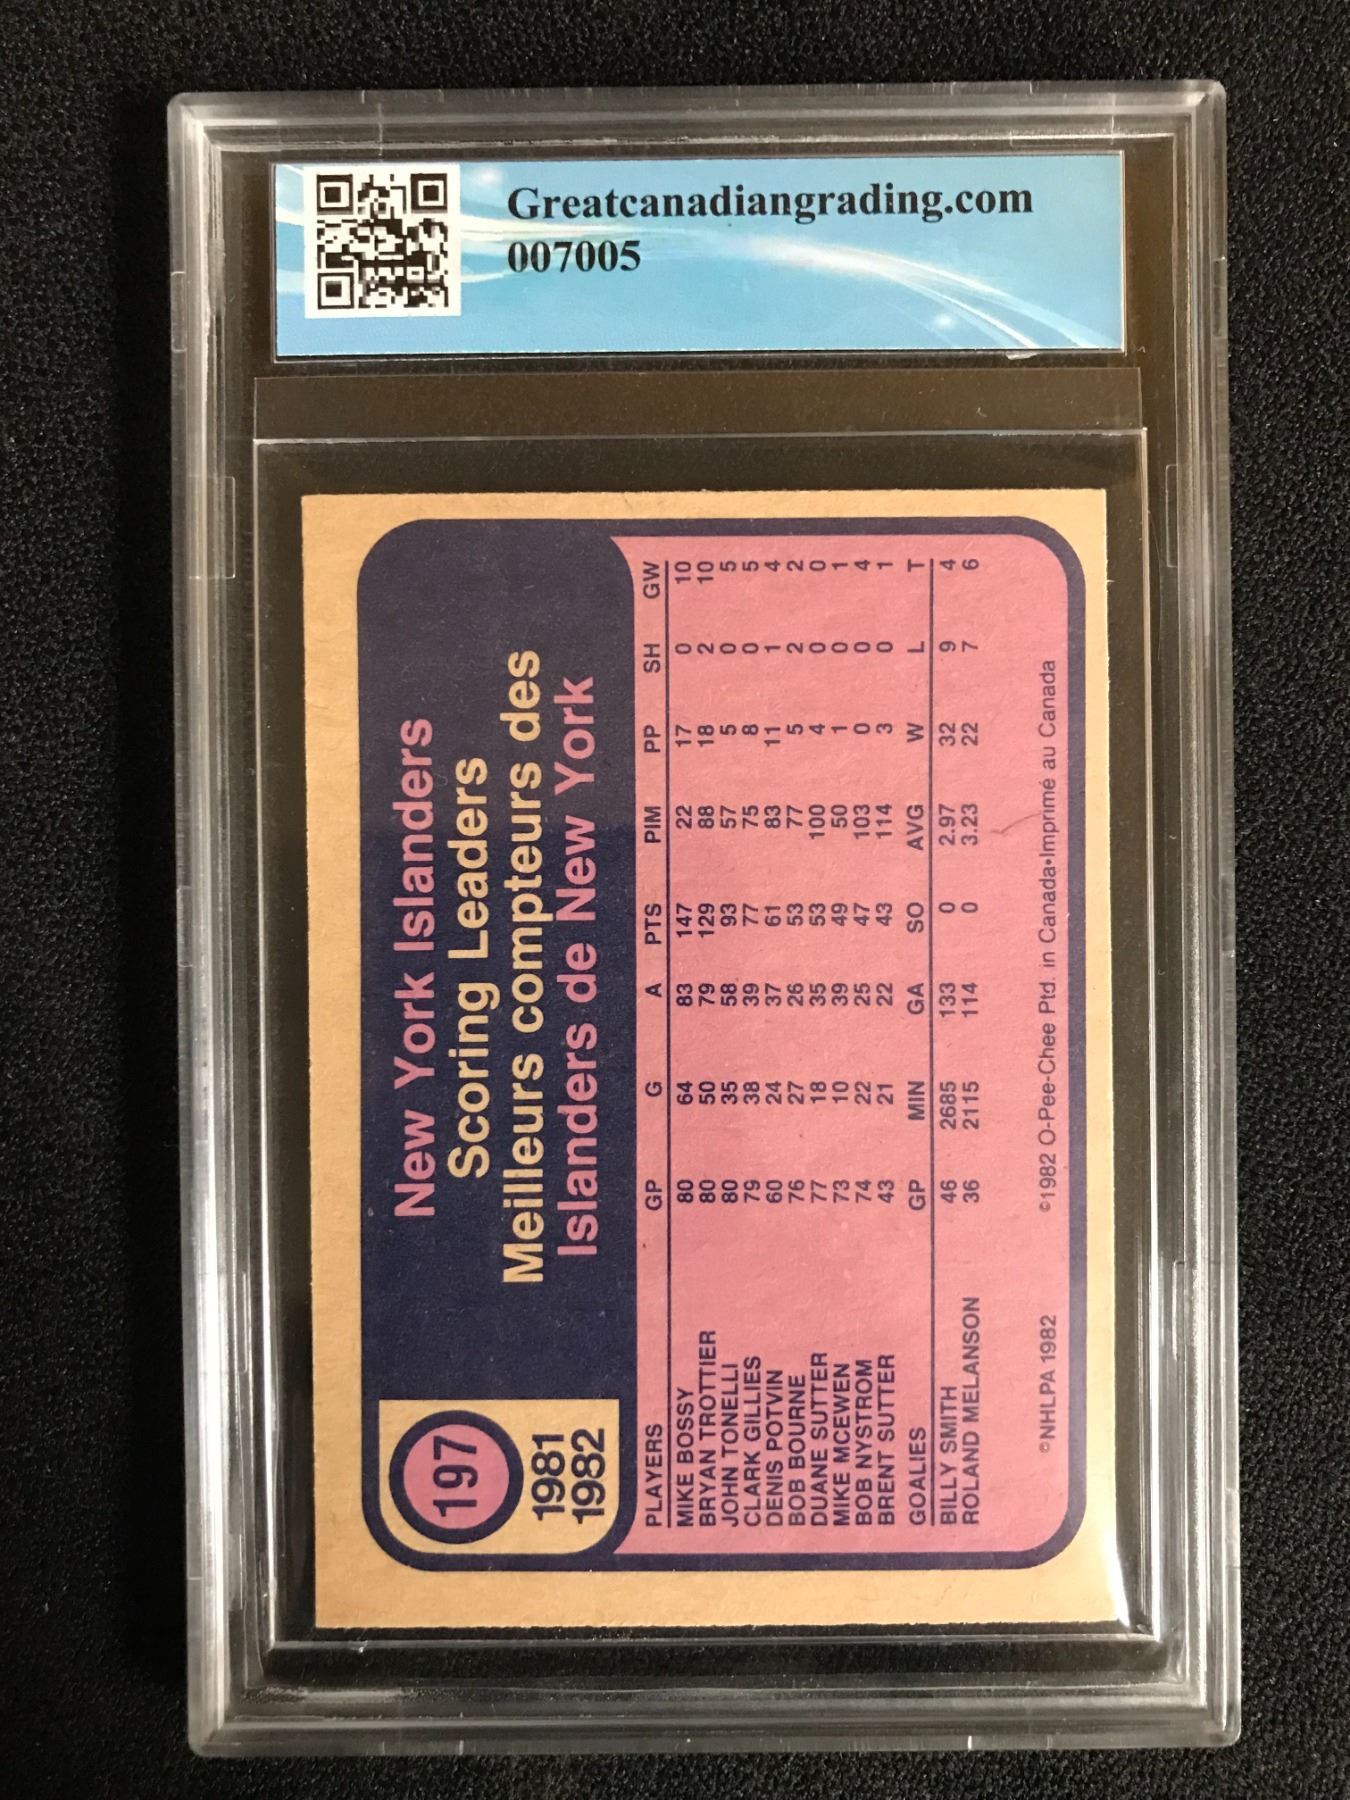 Greatcanadiangrading.com
007005
197
1981
1982
New York Islanders
Scoring Leaders
Meilleurs compteurs des
Islanders de New York
PLAYERS GP G A PTS PIM PP SH GW
MIKE BOSSY 80 64 83 147 22 17 0 10
BRYAN TROTTIER 80 50 79 129 88 18 2 10
JOHN TONELLI 80 35 58 93 57 5 0 5
CLARK GILLIES 79 38 39 77 75 8 0 5
DENIS POTVIN 60 24 37 61 83 11 1 4
BOB BOURNE 76 27 26 53 77 5 2 2
DUANE SUTTER 77 18 35 53 100 4 0 0
MIKE MCEWEN 73 10 39 49 50 1 0 1
BOB NYSTROM 74 22 25 47 103 0 0 4
BRENT SUTTER 43 21 22 43 114 3 0 1
GOALIES GP MIN GA SO AVG W L T
BILLY SMITH 46 2685 133 0 2.97 32 9 4
ROLAND MELANSON 36 2115 114 0 3.23 22 7 6
©NHLPA 1982 ©1982 O-Pee-Chee Ptd. in Canada•Imprimé au Canada